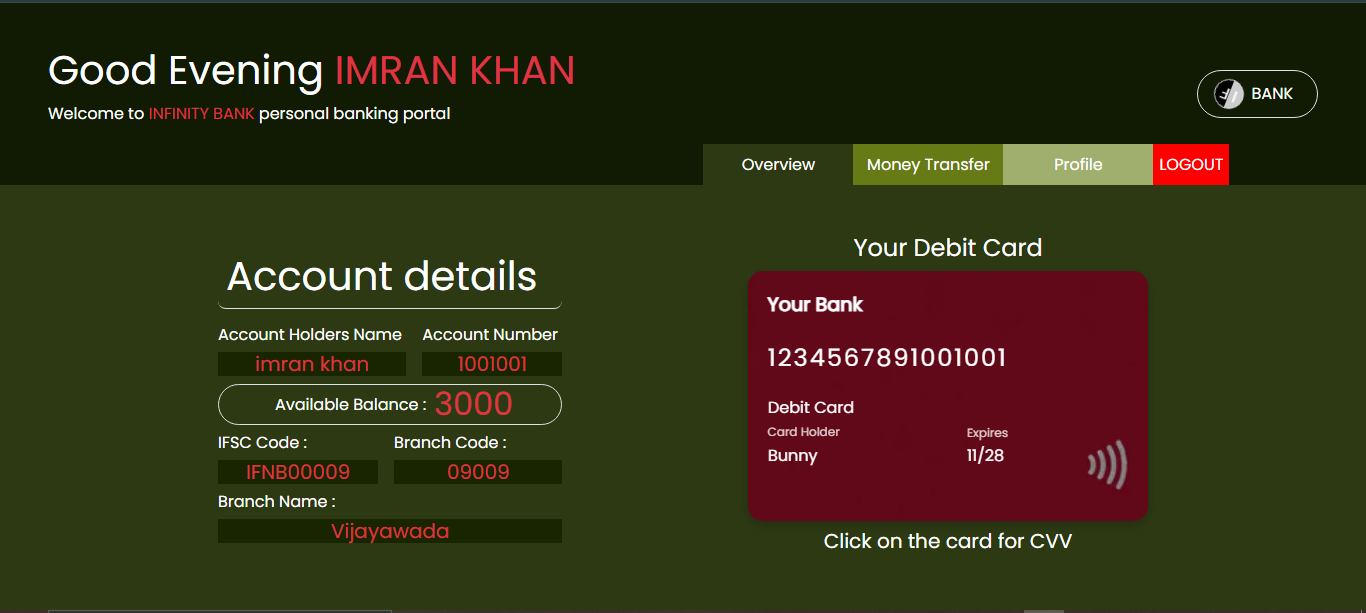 Good Evening IMRAN KHAN
Welcome to INFINITY BANK personal banking portal
BANK
Overview Money Transfer Profile LOGOUT
Account details
Account Holders Name Account Number
imran khan 1001001
Available Balance : 3000
IFSC Code : Branch Code :
IFNB00009 09009
Branch Name :
Vijayawada
Your Debit Card
Your Bank
1234567891001001
Debit Card
Card Holder Expires
Bunny 11/28
Click on the card for CVV